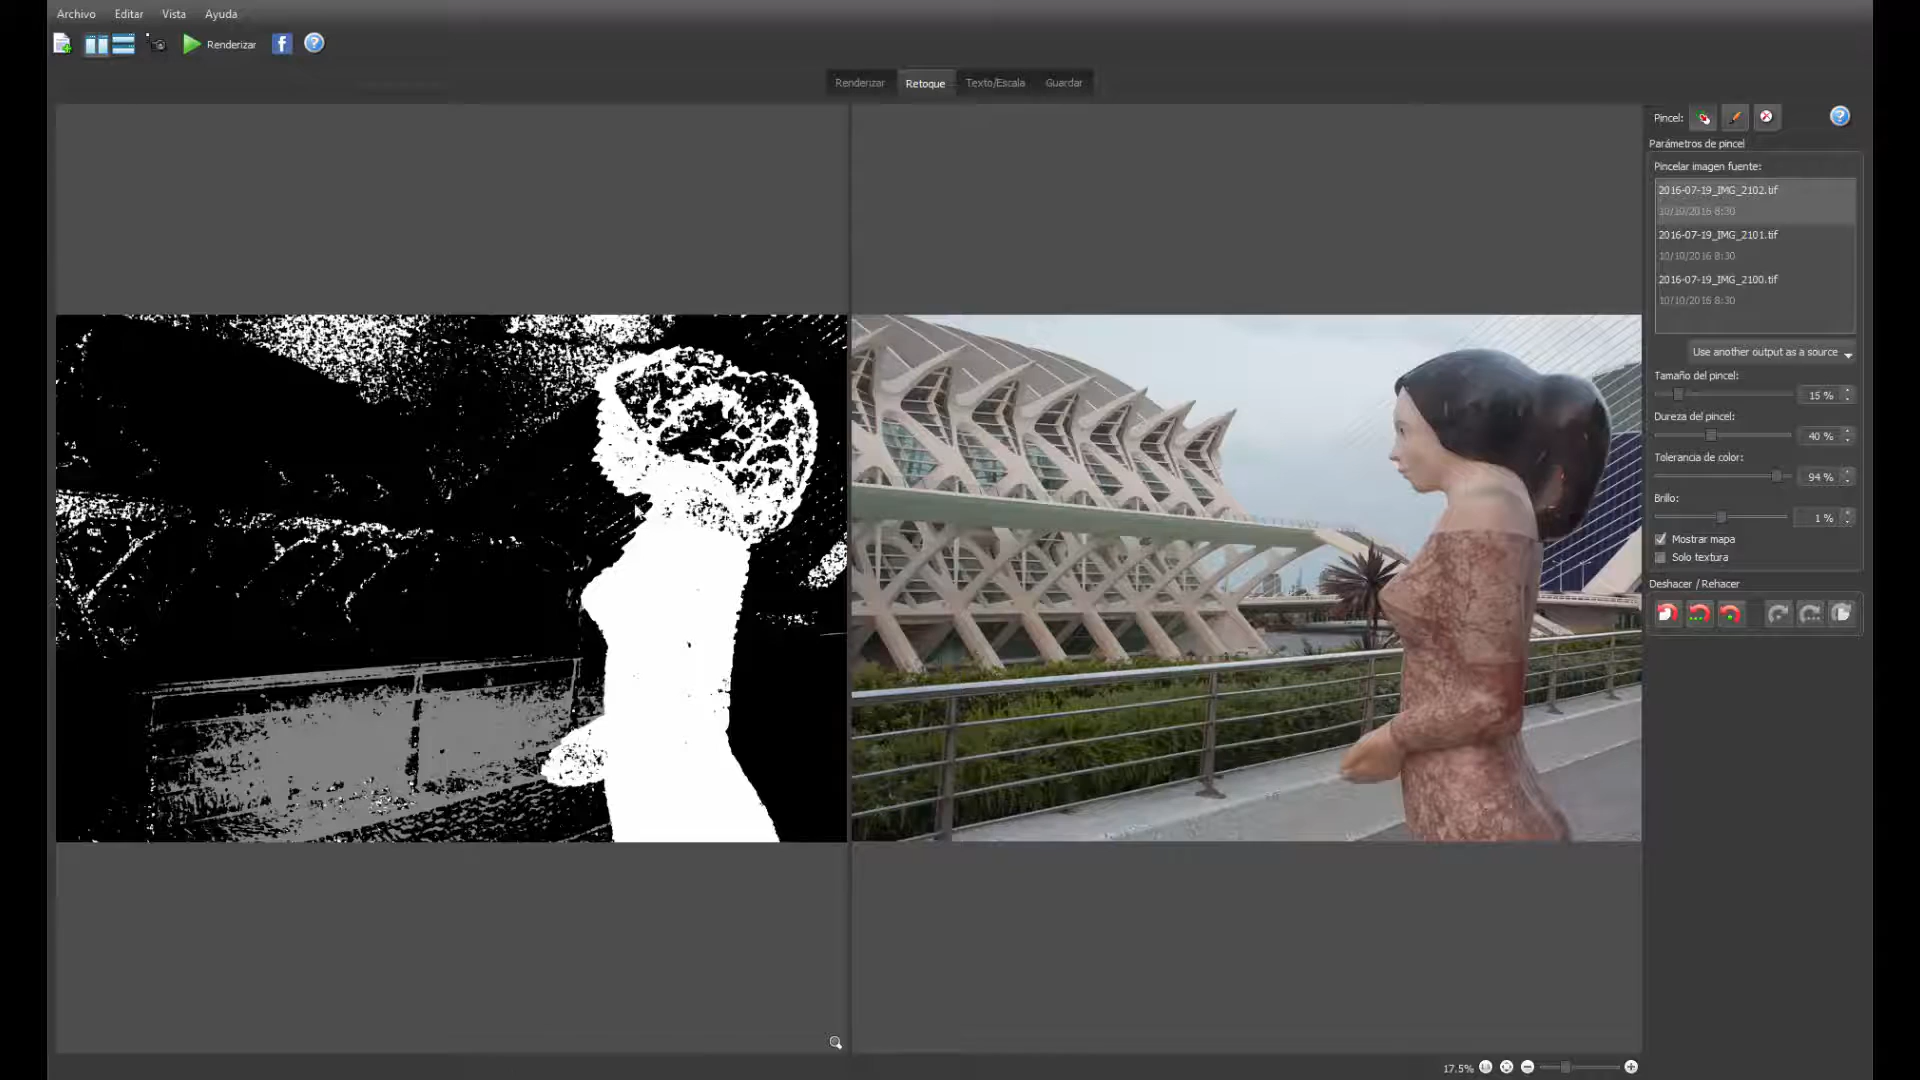 Archivo Editar Vista Ayuda
Renderizar
Renderizar Retoque Texto/Escala Guardar
Pincel:
Parámetros de pincel
Pincelar imagen fuente:
2016-07-19_IMG_2102.tif
10/10/2016 8:30
2016-07-19_IMG_2101.tif
10/10/2016 8:30
2016-07-19_IMG_2100.tif
10/10/2016 8:30
Use another output as a source
Tamaño del pincel:
15 %
Dureza del pincel:
40 %
Tolerancia de color:
94 %
Brillo:
1 %
Mostrar mapa
Solo textura
Deshacer / Rehacer
17.5%